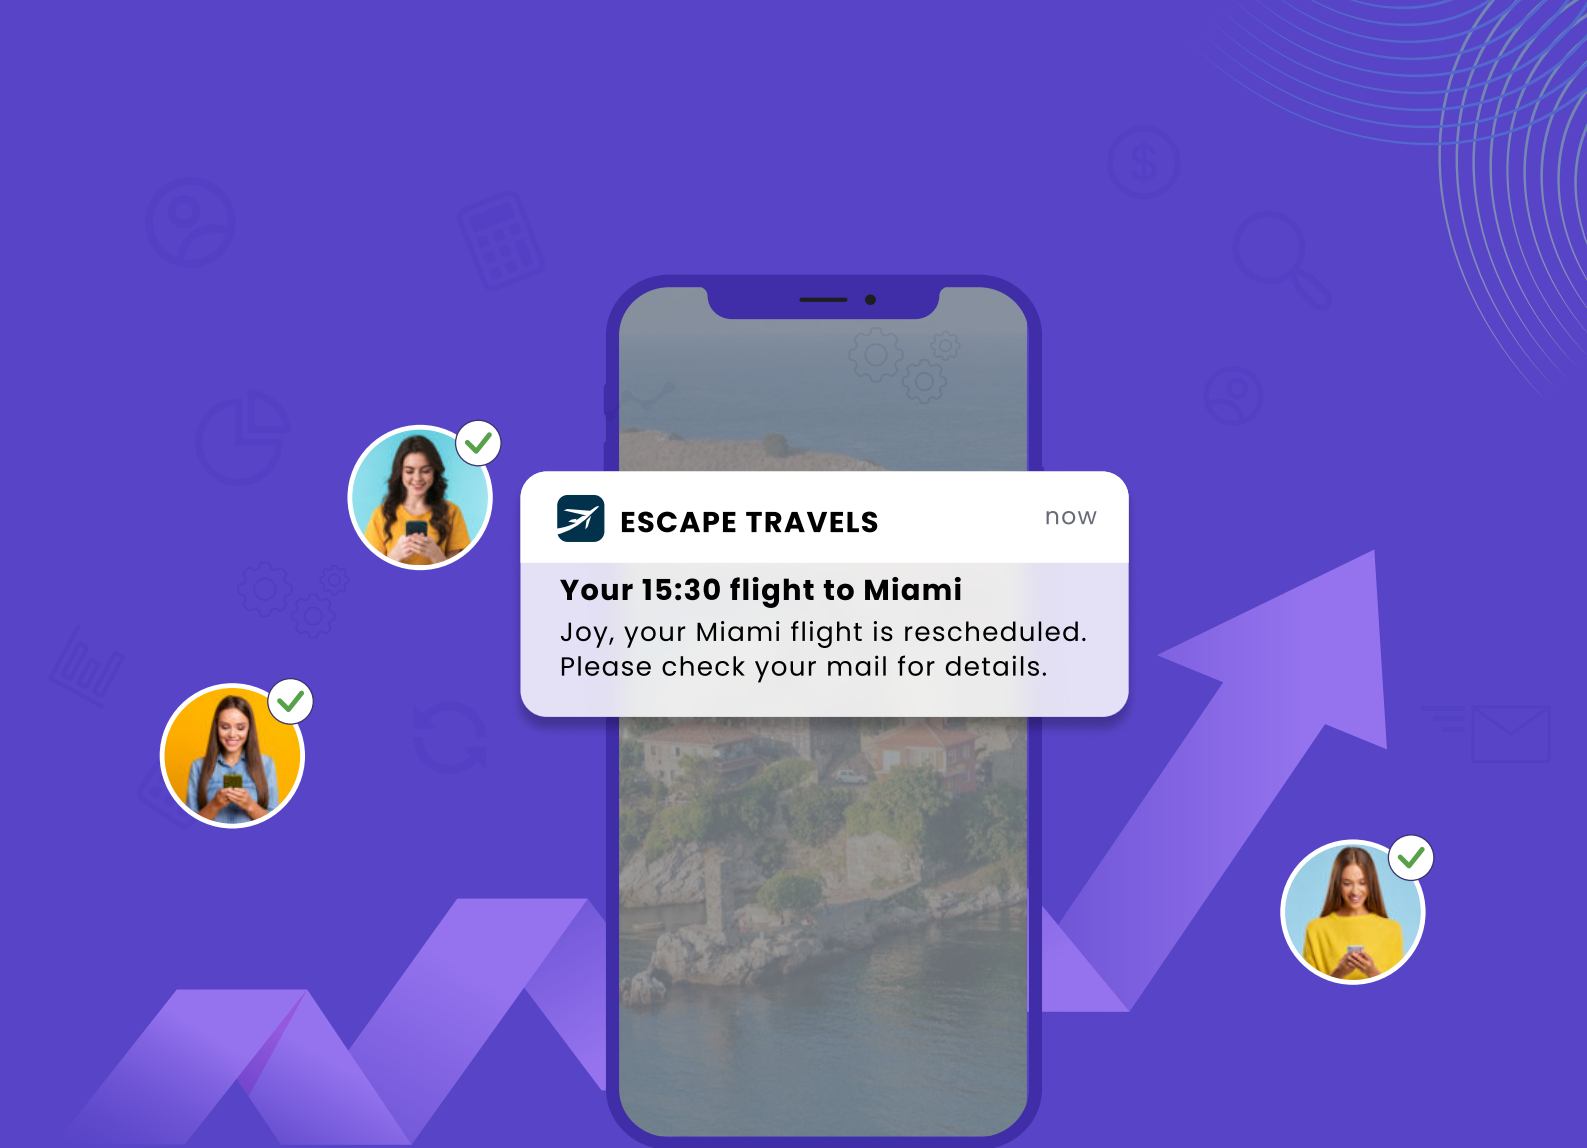 ESCAPE TRAVELS
now
Your 15:30 flight to Miami
Joy, your Miami flight is rescheduled.
Please check your mail for details.